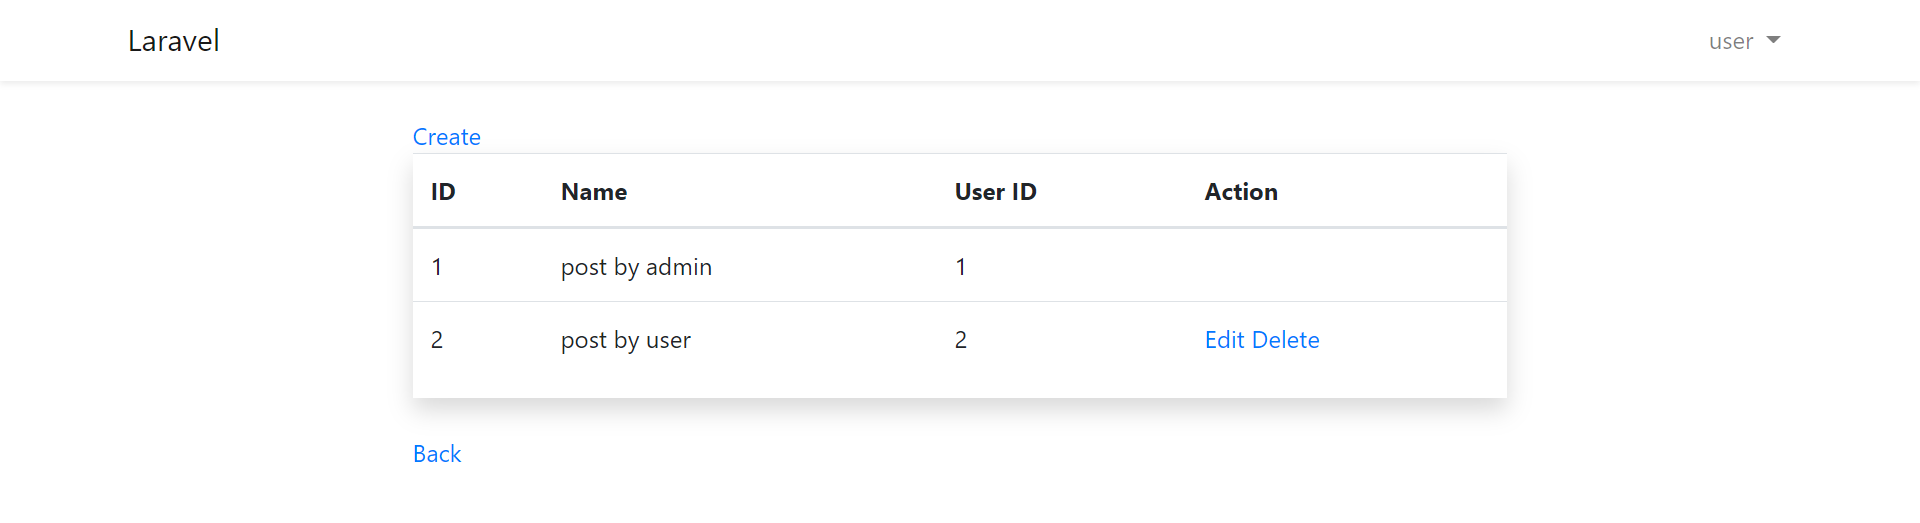 Laravel user
Create
ID Name User ID Action
1 post by admin 1
2 post by user 2 Edit Delete
Back